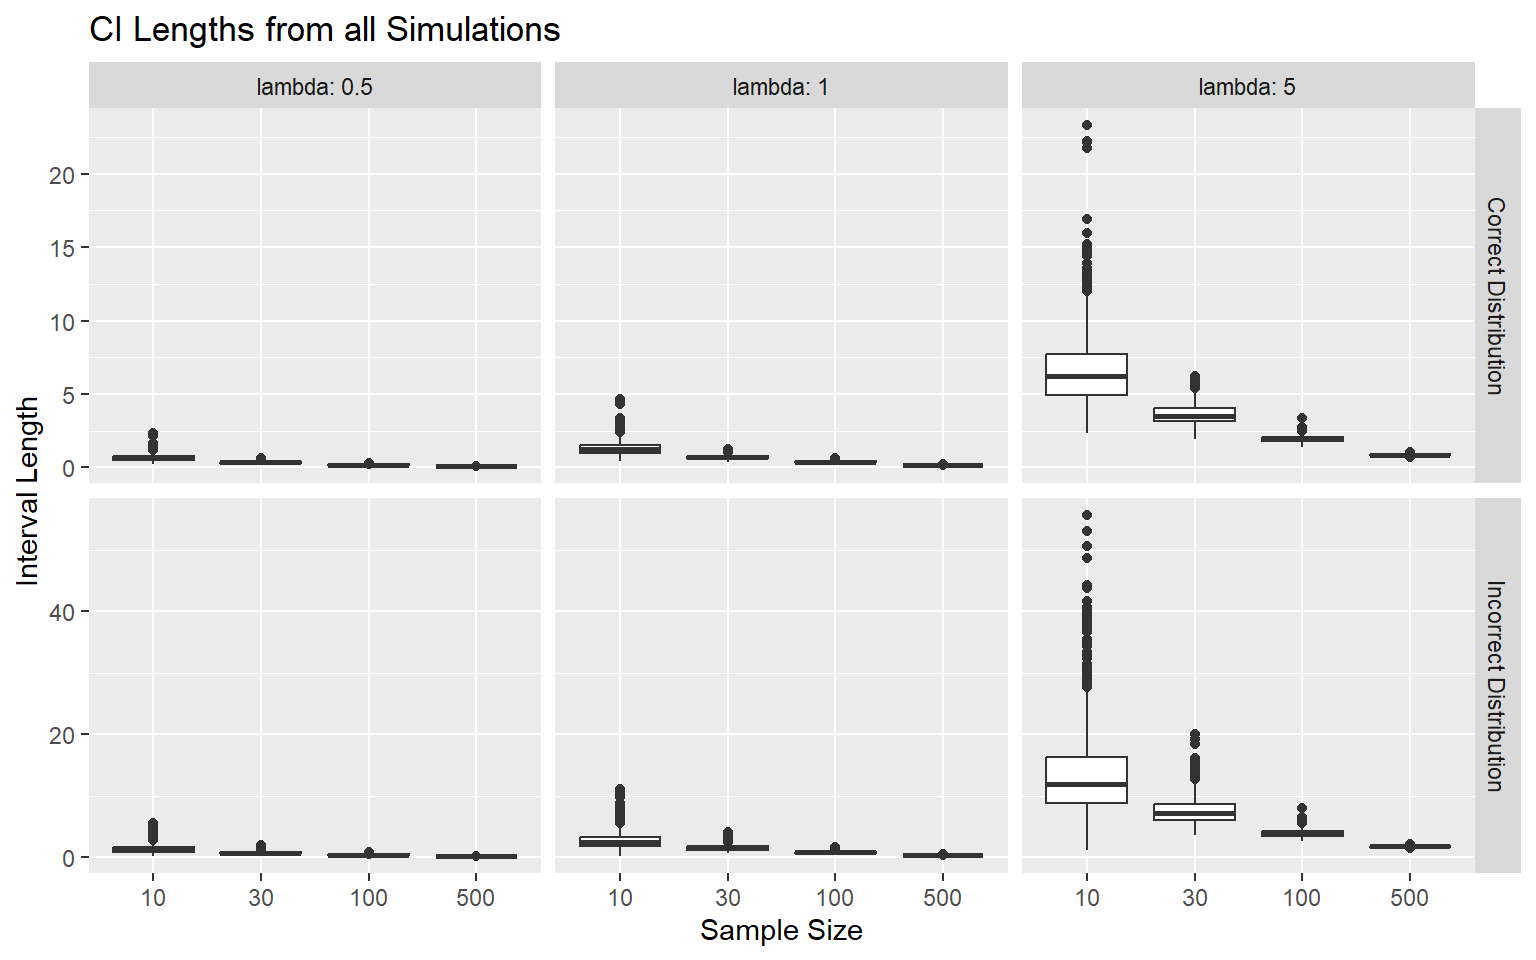 CI Lengths from all Simulations
lambda: 0.5
lambda: 1
lambda: 5
20
15
10
5
0
Correct Distribution
Interval Length
40
20
0
Incorrect Distribution
10 30 100 500
10 30 100 500
10 30 100 500
Sample Size